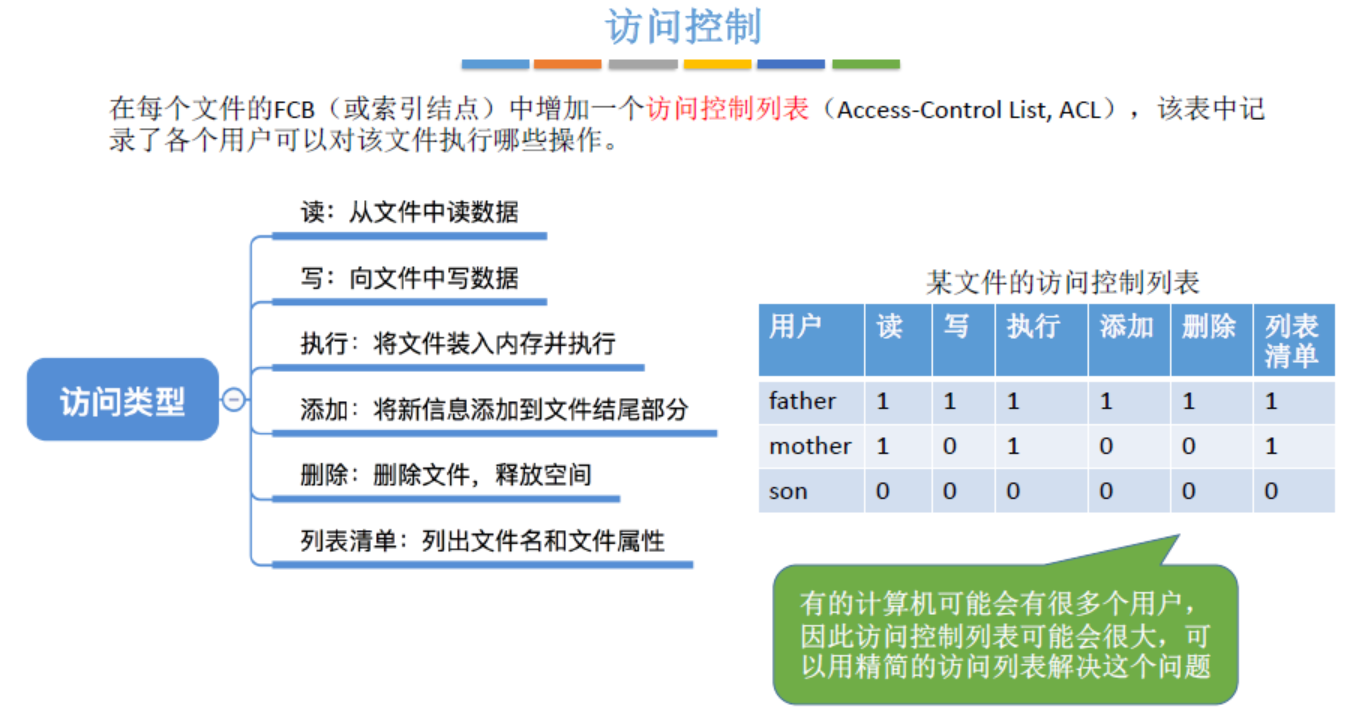 访问控制
在每个文件的FCB（或索引结点）中增加一个访问控制列表（Access-Control List, ACL），该表中记
录了各个用户可以对该文件执行哪些操作。
访问类型
读：从文件中读数据
写：向文件中写数据
执行：将文件装入内存并执行
添加：将新信息添加到文件结尾部分
删除：删除文件，释放空间
列表清单：列出文件名和文件属性
某文件的访问控制列表
用户 读 写 执行 添加 删除 列表
清单
father 1 1 1 1 1 1
mother 1 0 1 0 0 1
son 0 0 0 0 0 0
有的计算机可能会有很多个用户，
因此访问控制列表可能会很大，可
以用精简的访问列表解决这个问题